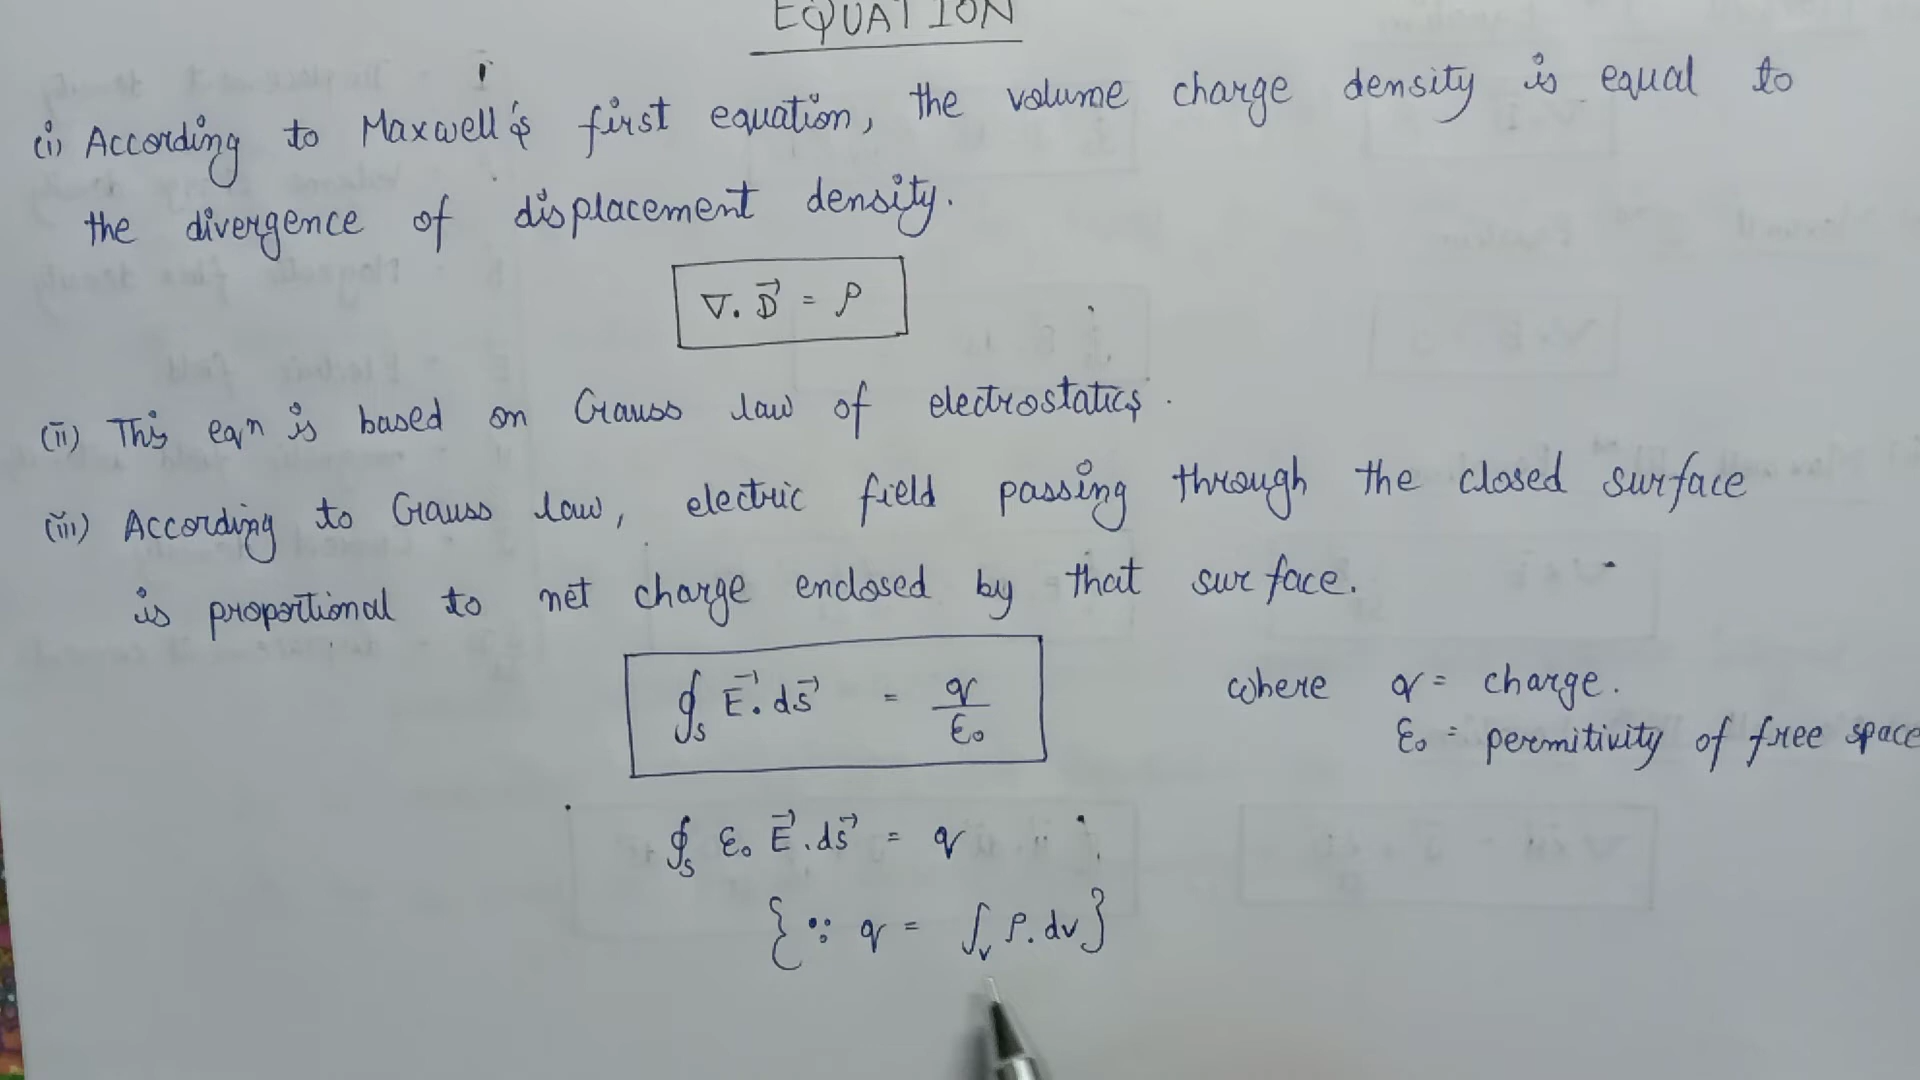 EQUATION
(i) According to Maxwell's first equation, the volume charge density is equal to
the divergence of displacement density.
∇. D⃗ = ρ
(ii) This eqn is based on Gauss law of electrostatics.
(iii) According to Gauss law, electric field passing through the closed surface
is proportional to net charge enclosed by that surface.
∮s E⃗. ds⃗ = q/ε₀ where q = charge.
ε₀ = permitivity of free space
∮s ε₀ E⃗. ds⃗ = q
{∵ q = ∫v ρ. dv}